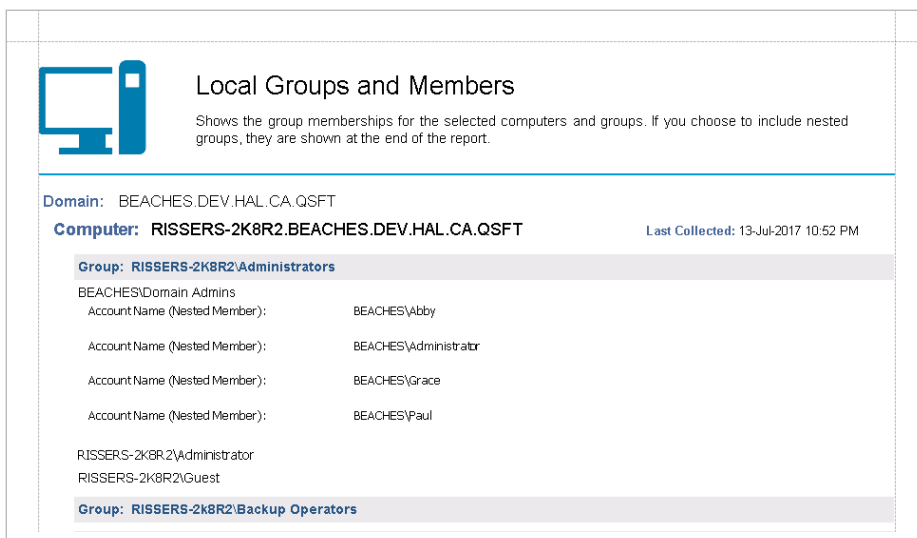 Local Groups and Members
Shows the group memberships for the selected computers and groups. If you choose to include nested
groups, they are shown at the end of the report.
Domain: BEACHES.DEV.HAL.CA.QSFT
Computer: RISSERS-2K8R2.BEACHES.DEV.HAL.CA.QSFT Last Collected: 13-Jul-2017 10:52 PM
Group: RISSERS-2K8R2\Administrators
BEACHES\Domain Admins
Account Name (Nested Member): BEACHES\Abby
Account Name (Nested Member): BEACHES\Administrator
Account Name (Nested Member): BEACHES\Grace
Account Name (Nested Member): BEACHES\Paul
RISSERS-2K8R2\Administrator
RISSERS-2K8R2\Guest
Group: RISSERS-2k8R2\Backup Operators